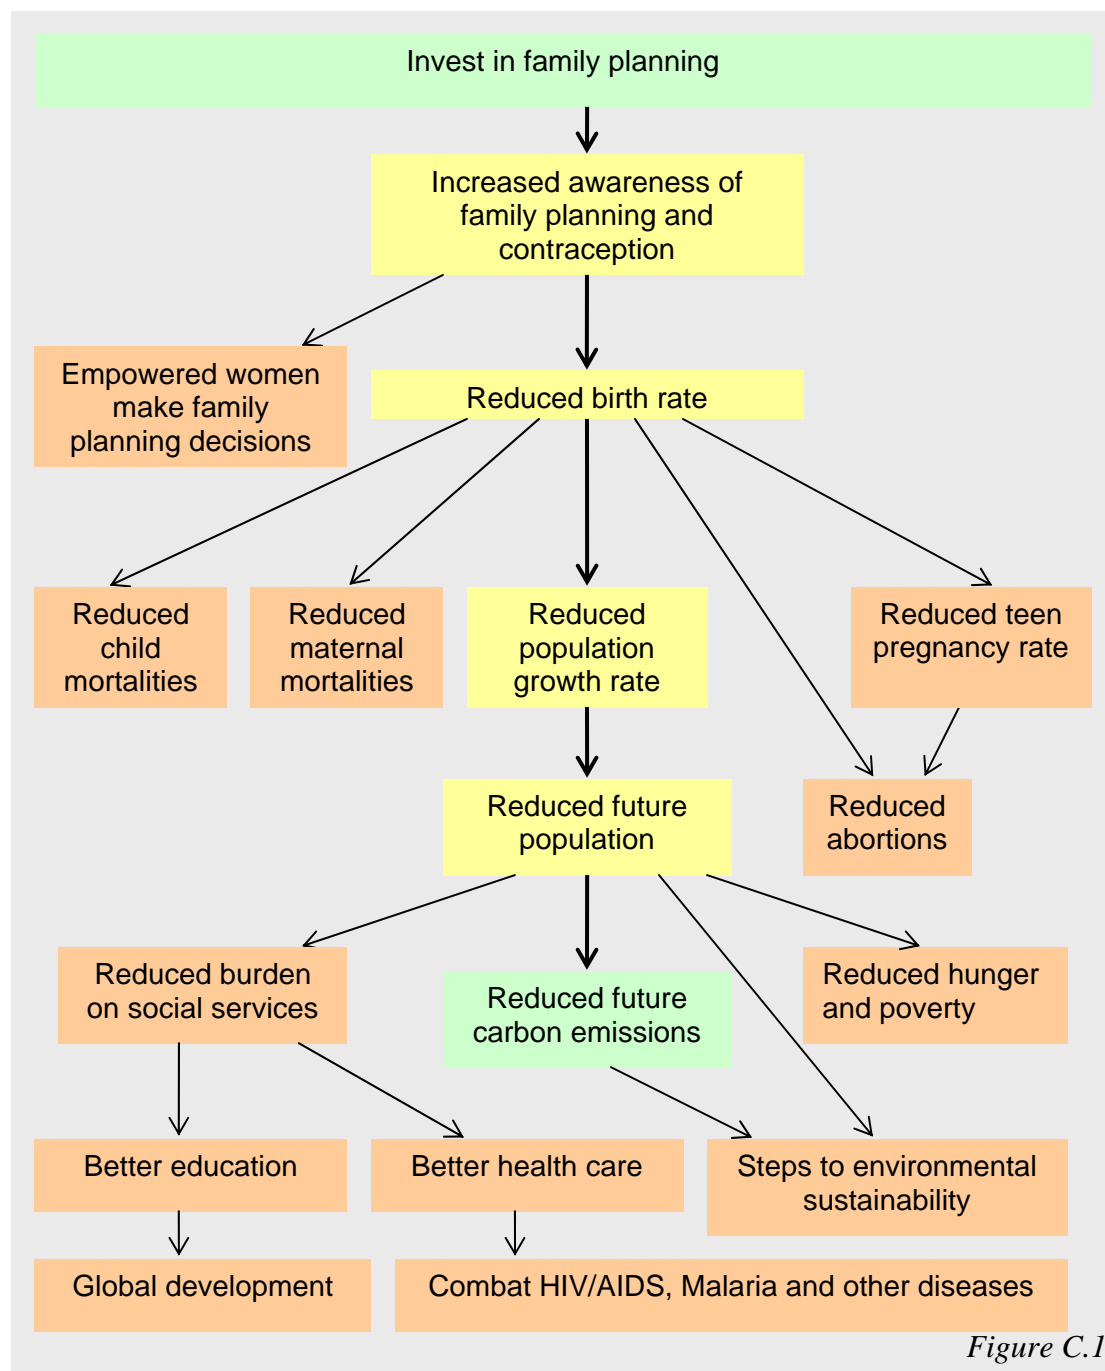 Invest in family planning
Increased awareness of
family planning and
contraception
Empowered women
make family
planning decisions
Reduced birth rate
Reduced
child
mortalities
Reduced
maternal
mortalities
Reduced
population
growth rate
Reduced teen
pregnancy rate
Reduced future
population
Reduced
abortions
Reduced burden
on social services
Reduced future
carbon emissions
Reduced hunger
and poverty
Better education
Better health care
Steps to environmental
sustainability
Global development
Combat HIV/AIDS, Malaria and other diseases
Figure C.1